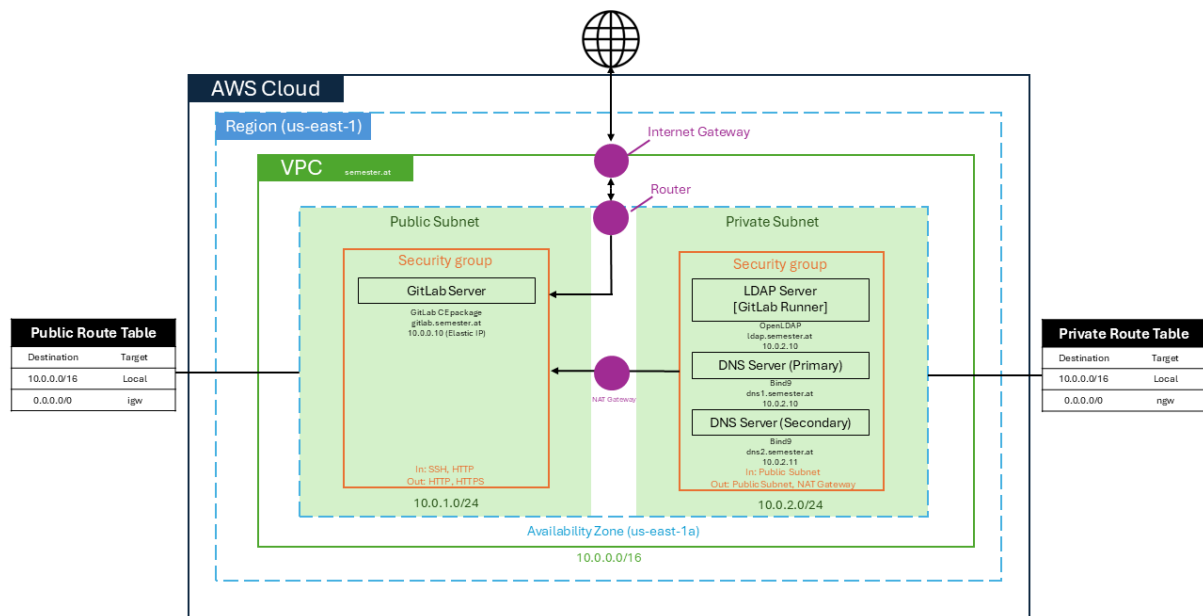 AWS Cloud
Region (us-east-1)
Internet Gateway
VPC semester.at
Router
Public Subnet
Security group
GitLab Server
GitLab CE package
gitlab.semester.at
10.0.0.10 (Elastic IP)
In: SSH, HTTP
Out: HTTP, HTTPS
10.0.1.0/24
NAT Gateway
Private Subnet
Security group
LDAP Server
[GitLab Runner]
OpenLDAP
ldap.semester.at
10.0.2.10
DNS Server (Primary)
Bind9
dns1.semester.at
10.0.2.10
DNS Server (Secondary)
Bind9
dns2.semester.at
10.0.2.11
In: Public Subnet
Out: Public Subnet, NAT Gateway
10.0.2.0/24
Availability Zone (us-east-1a)
10.0.0.0/16
Public Route Table
Destination Target
10.0.0.0/16 Local
0.0.0.0/0 igw
Private Route Table
Destination Target
10.0.0.0/16 Local
0.0.0.0/0 ngw